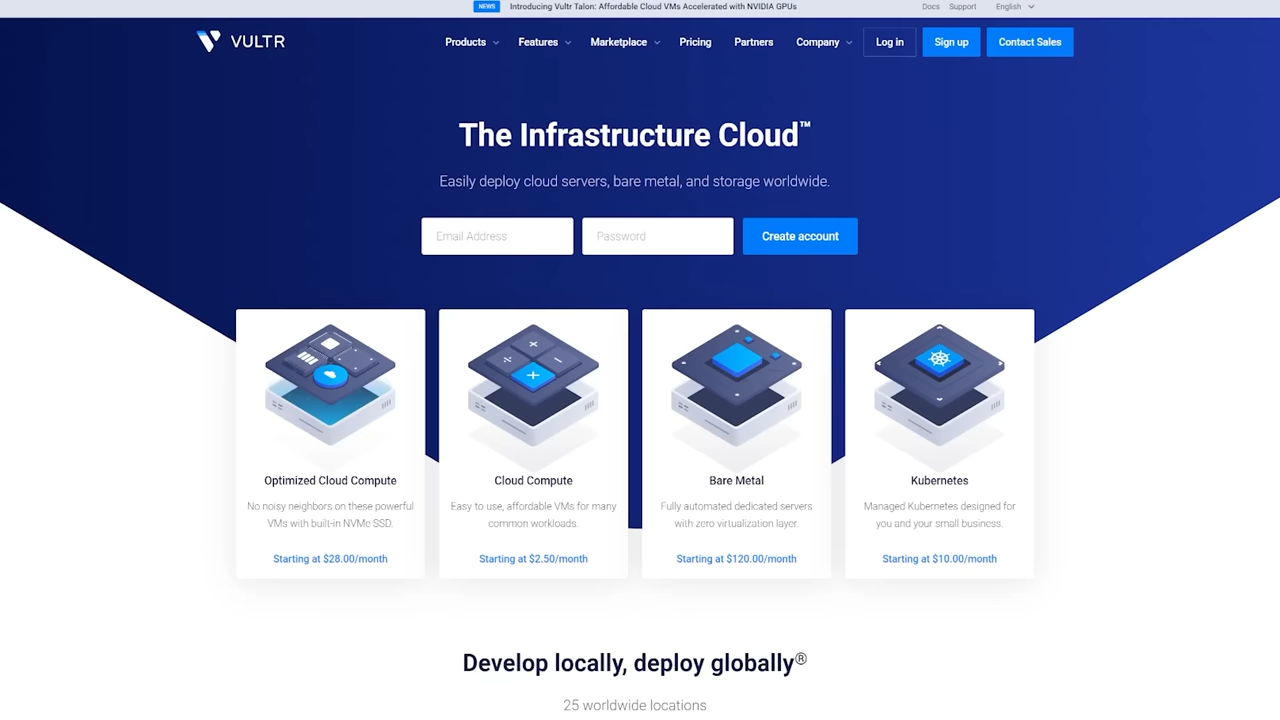 NEWS Introducing Vultr Talon: Affordable Cloud VMs Accelerated with NVIDIA GPUs Docs Support English
VULTR Products Features Marketplace Pricing Partners Company Log in Sign up Contact Sales
The Infrastructure Cloud™
Easily deploy cloud servers, bare metal, and storage worldwide.
Email Address Password Create account
Optimized Cloud Compute
No noisy neighbors on these powerful
VMs with built-in NVMe SSD.
Starting at $28.00/month
Cloud Compute
Easy to use, affordable VMs for many
common workloads.
Starting at $2.50/month
Bare Metal
Fully automated dedicated servers
with zero virtualization layer.
Starting at $120.00/month
Kubernetes
Managed Kubernetes designed for
you and your small business.
Starting at $10.00/month
Develop locally, deploy globally®
25 worldwide locations